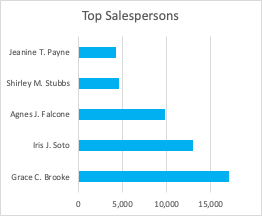 Top Salespersons
Jeanine T. Payne
Shirley M. Stubbs
Agnes J. Falcone
Iris J. Soto
Grace C. Brooke
0 5,000 10,000 15,000